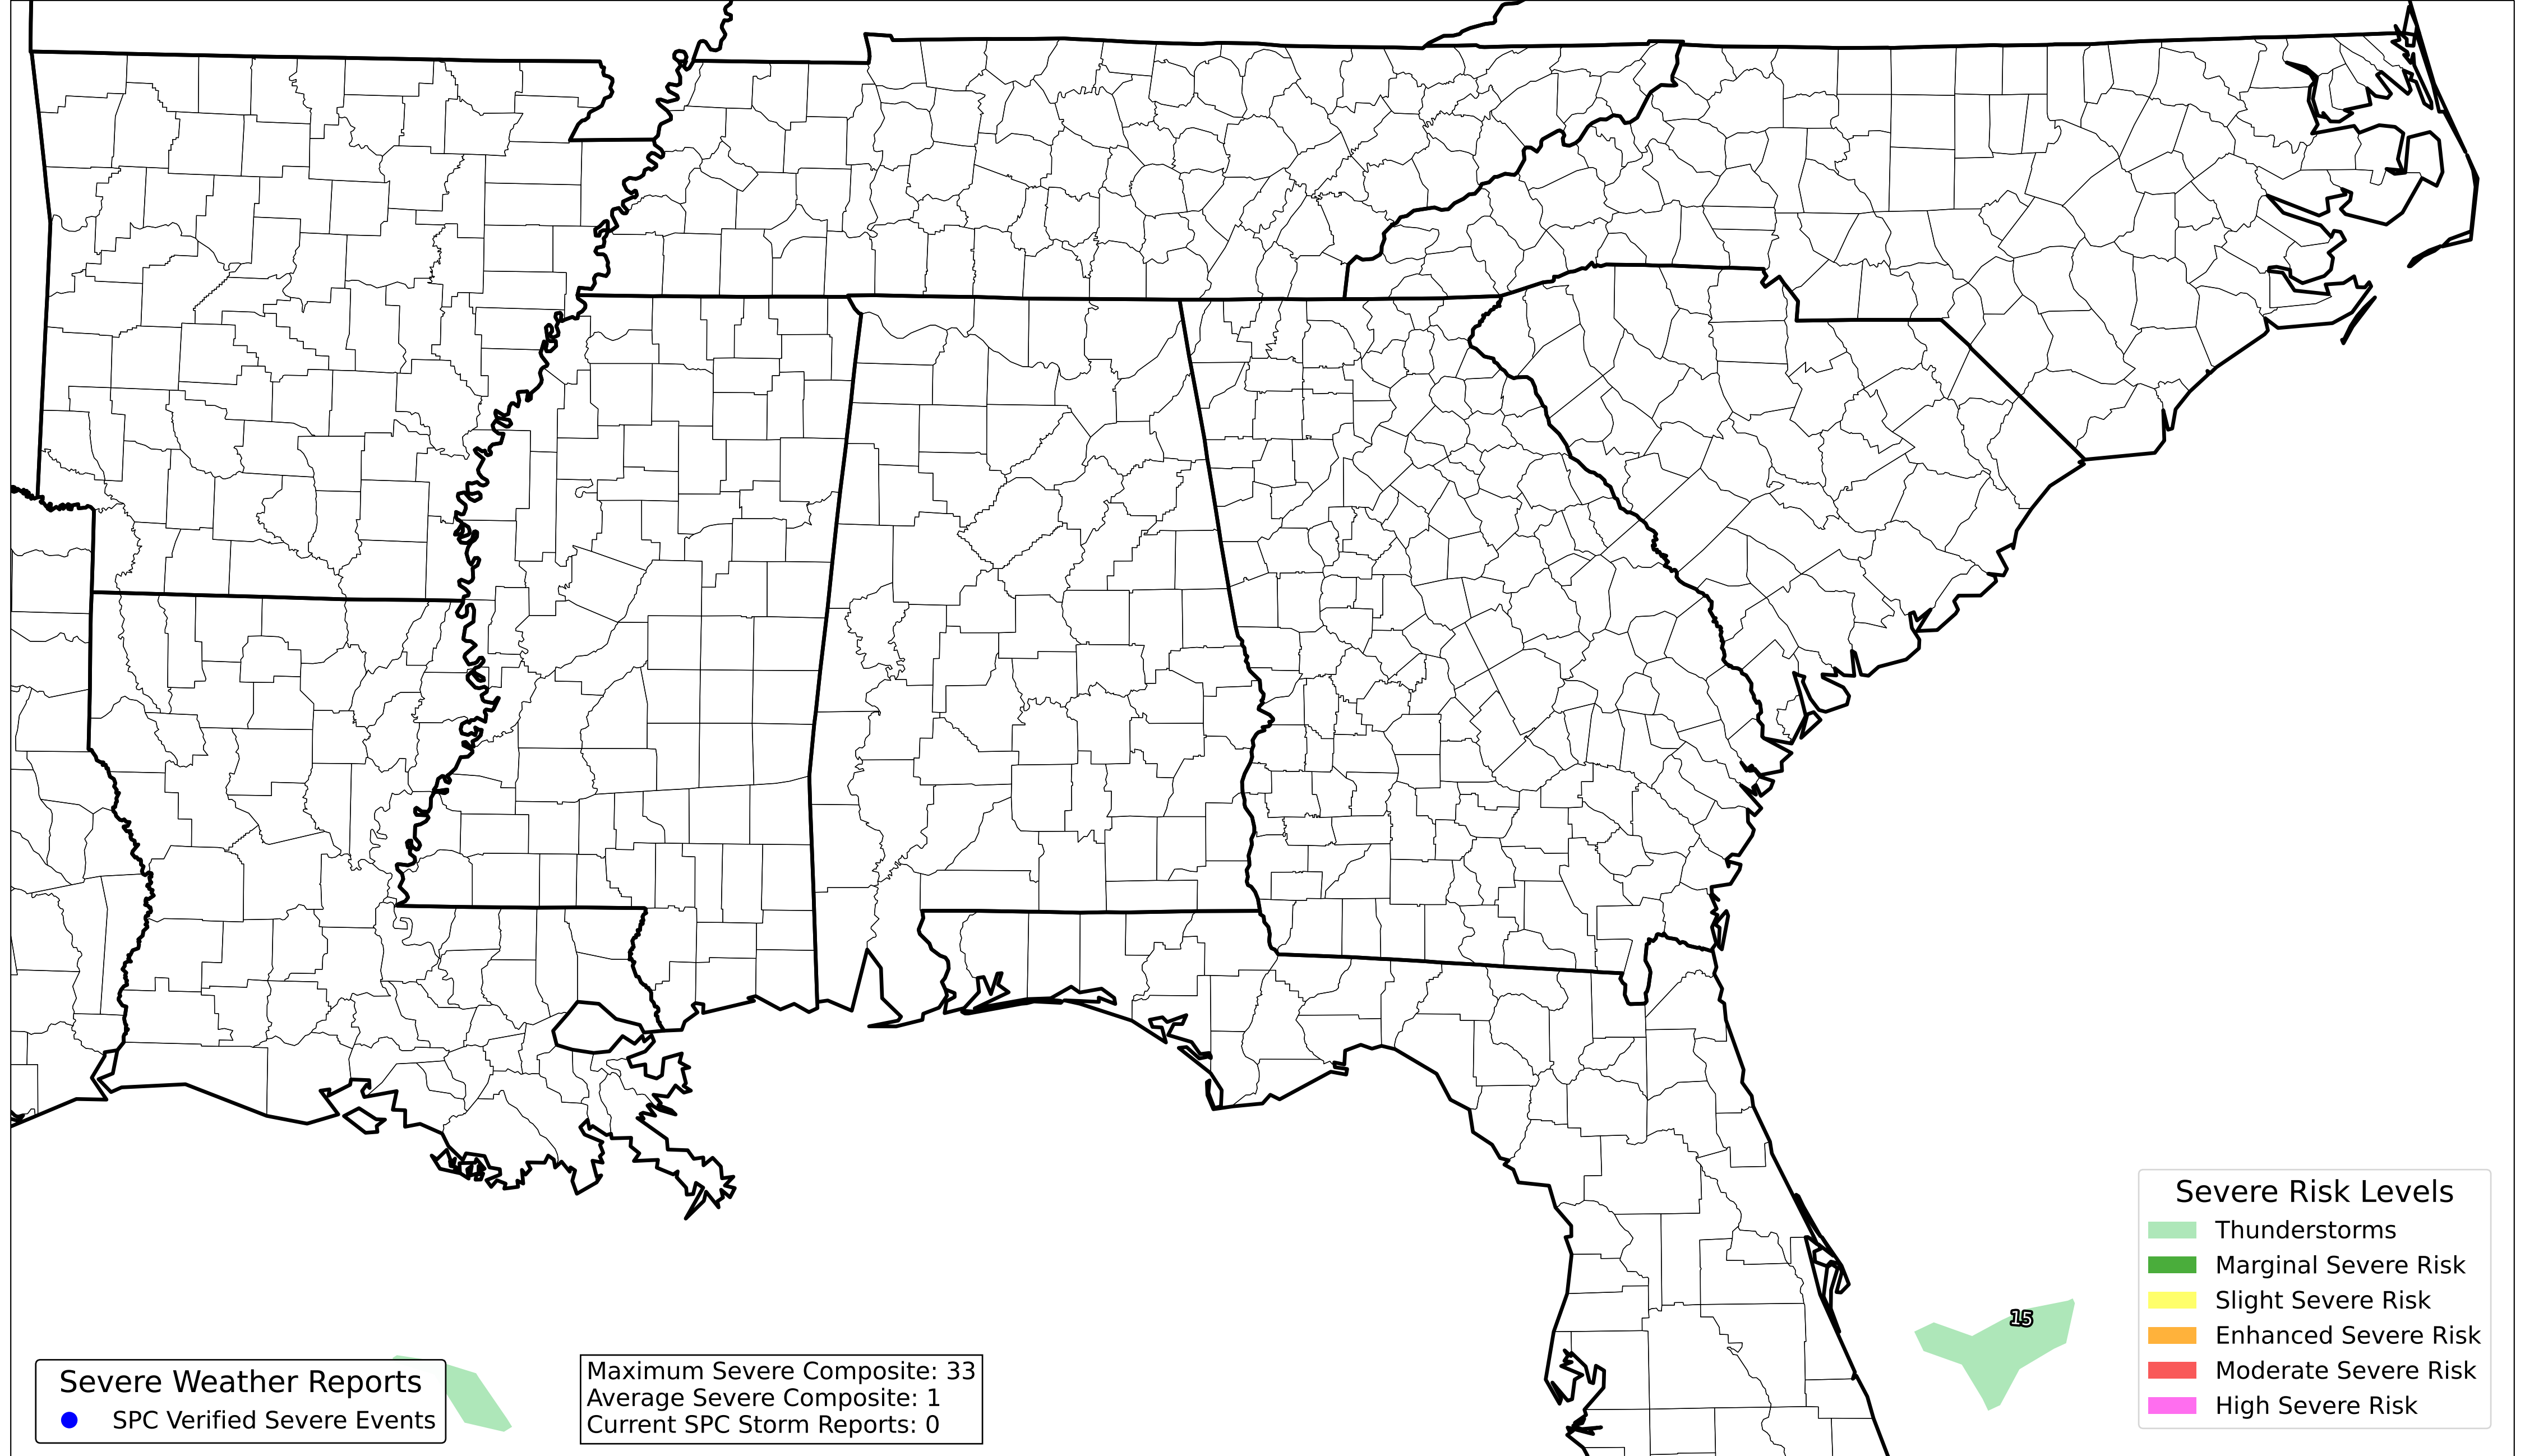 15
Severe Risk Levels
Thunderstorms
Marginal Severe Risk
Slight Severe Risk
Enhanced Severe Risk
Moderate Severe Risk
High Severe Risk
Severe Weather Reports
SPC Verified Severe Events
Maximum Severe Composite: 33
Average Severe Composite: 1
Current SPC Storm Reports: 0